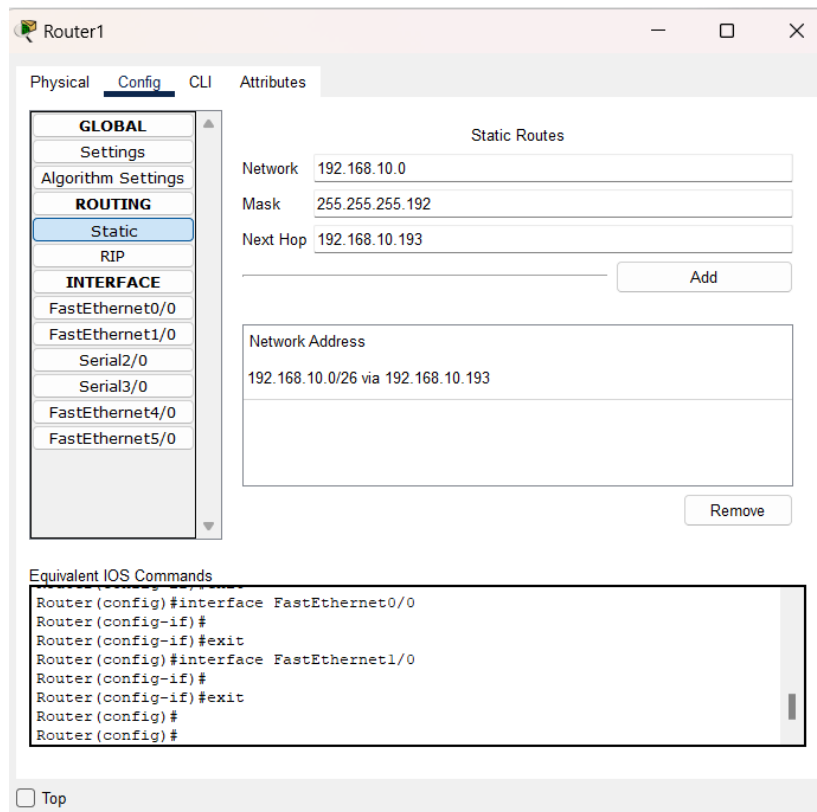 Router1
Physical Config CLI Attributes
GLOBAL
Settings
Algorithm Settings
ROUTING
Static
RIP
INTERFACE
FastEthernet0/0
FastEthernet1/0
Serial2/0
Serial3/0
FastEthernet4/0
FastEthernet5/0
Static Routes
Network 192.168.10.0
Mask 255.255.255.192
Next Hop 192.168.10.193
Add
Network Address
192.168.10.0/26 via 192.168.10.193
Remove
Equivalent IOS Commands
Router(config)#interface FastEthernet0/0
Router(config-if)#
Router(config-if)#exit
Router(config)#interface FastEthernet1/0
Router(config-if)#
Router(config-if)#exit
Router(config)#
Router(config)#
Top